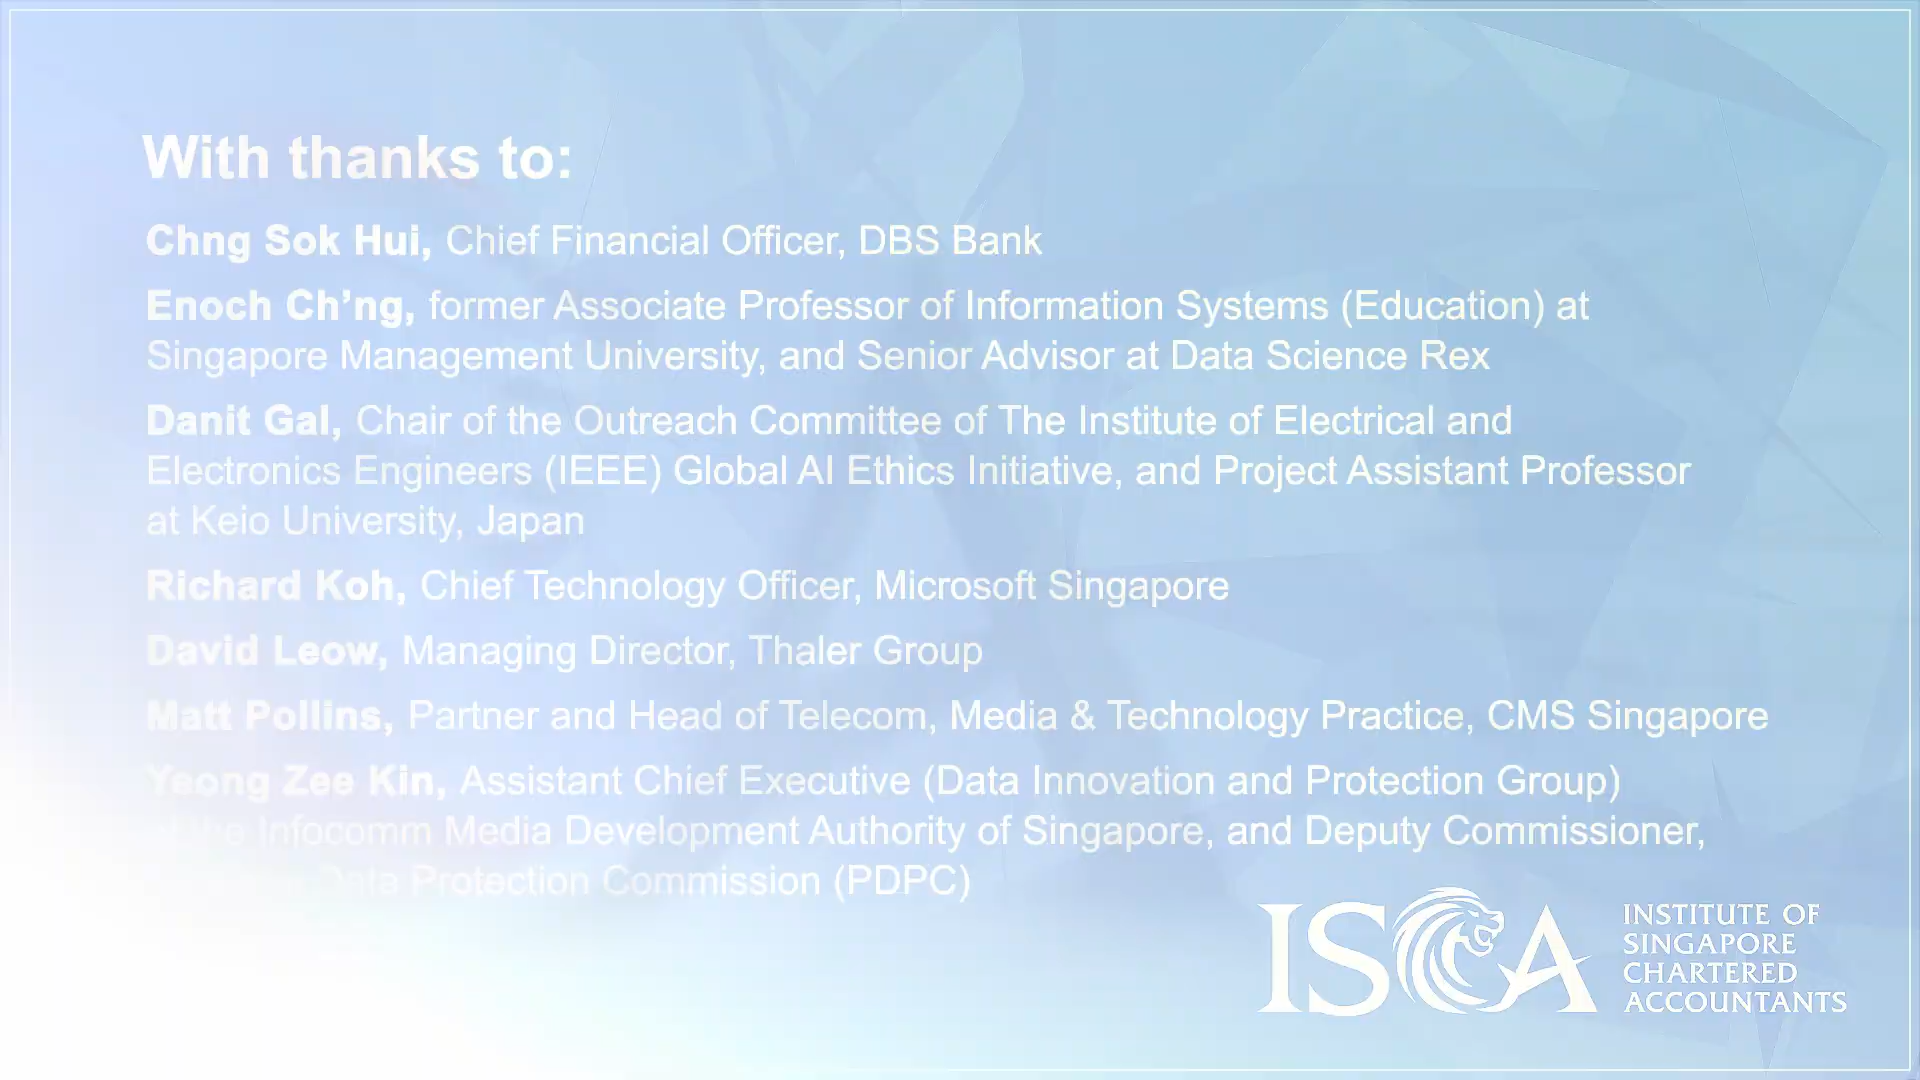 With thanks to:
Chng Sok Hui, Chief Financial Officer, DBS Bank
Enoch Ch’ng, former Associate Professor of Information Systems (Education) at
Singapore Management University, and Senior Advisor at Data Science Rex
Danit Gal, Chair of the Outreach Committee of The Institute of Electrical and
Electronics Engineers (IEEE) Global AI Ethics Initiative, and Project Assistant Professor
at Keio University, Japan
Richard Koh, Chief Technology Officer, Microsoft Singapore
David Leow, Managing Director, Thaler Group
Matt Pollins, Partner and Head of Telecom, Media & Technology Practice, CMS Singapore
Yeong Zee Kin, Assistant Chief Executive (Data Innovation and Protection Group)
the Infocomm Media Development Authority of Singapore, and Deputy Commissioner,
Data Protection Commission (PDPC)
ISCA
INSTITUTE OF
SINGAPORE
CHARTERED
ACCOUNTANTS